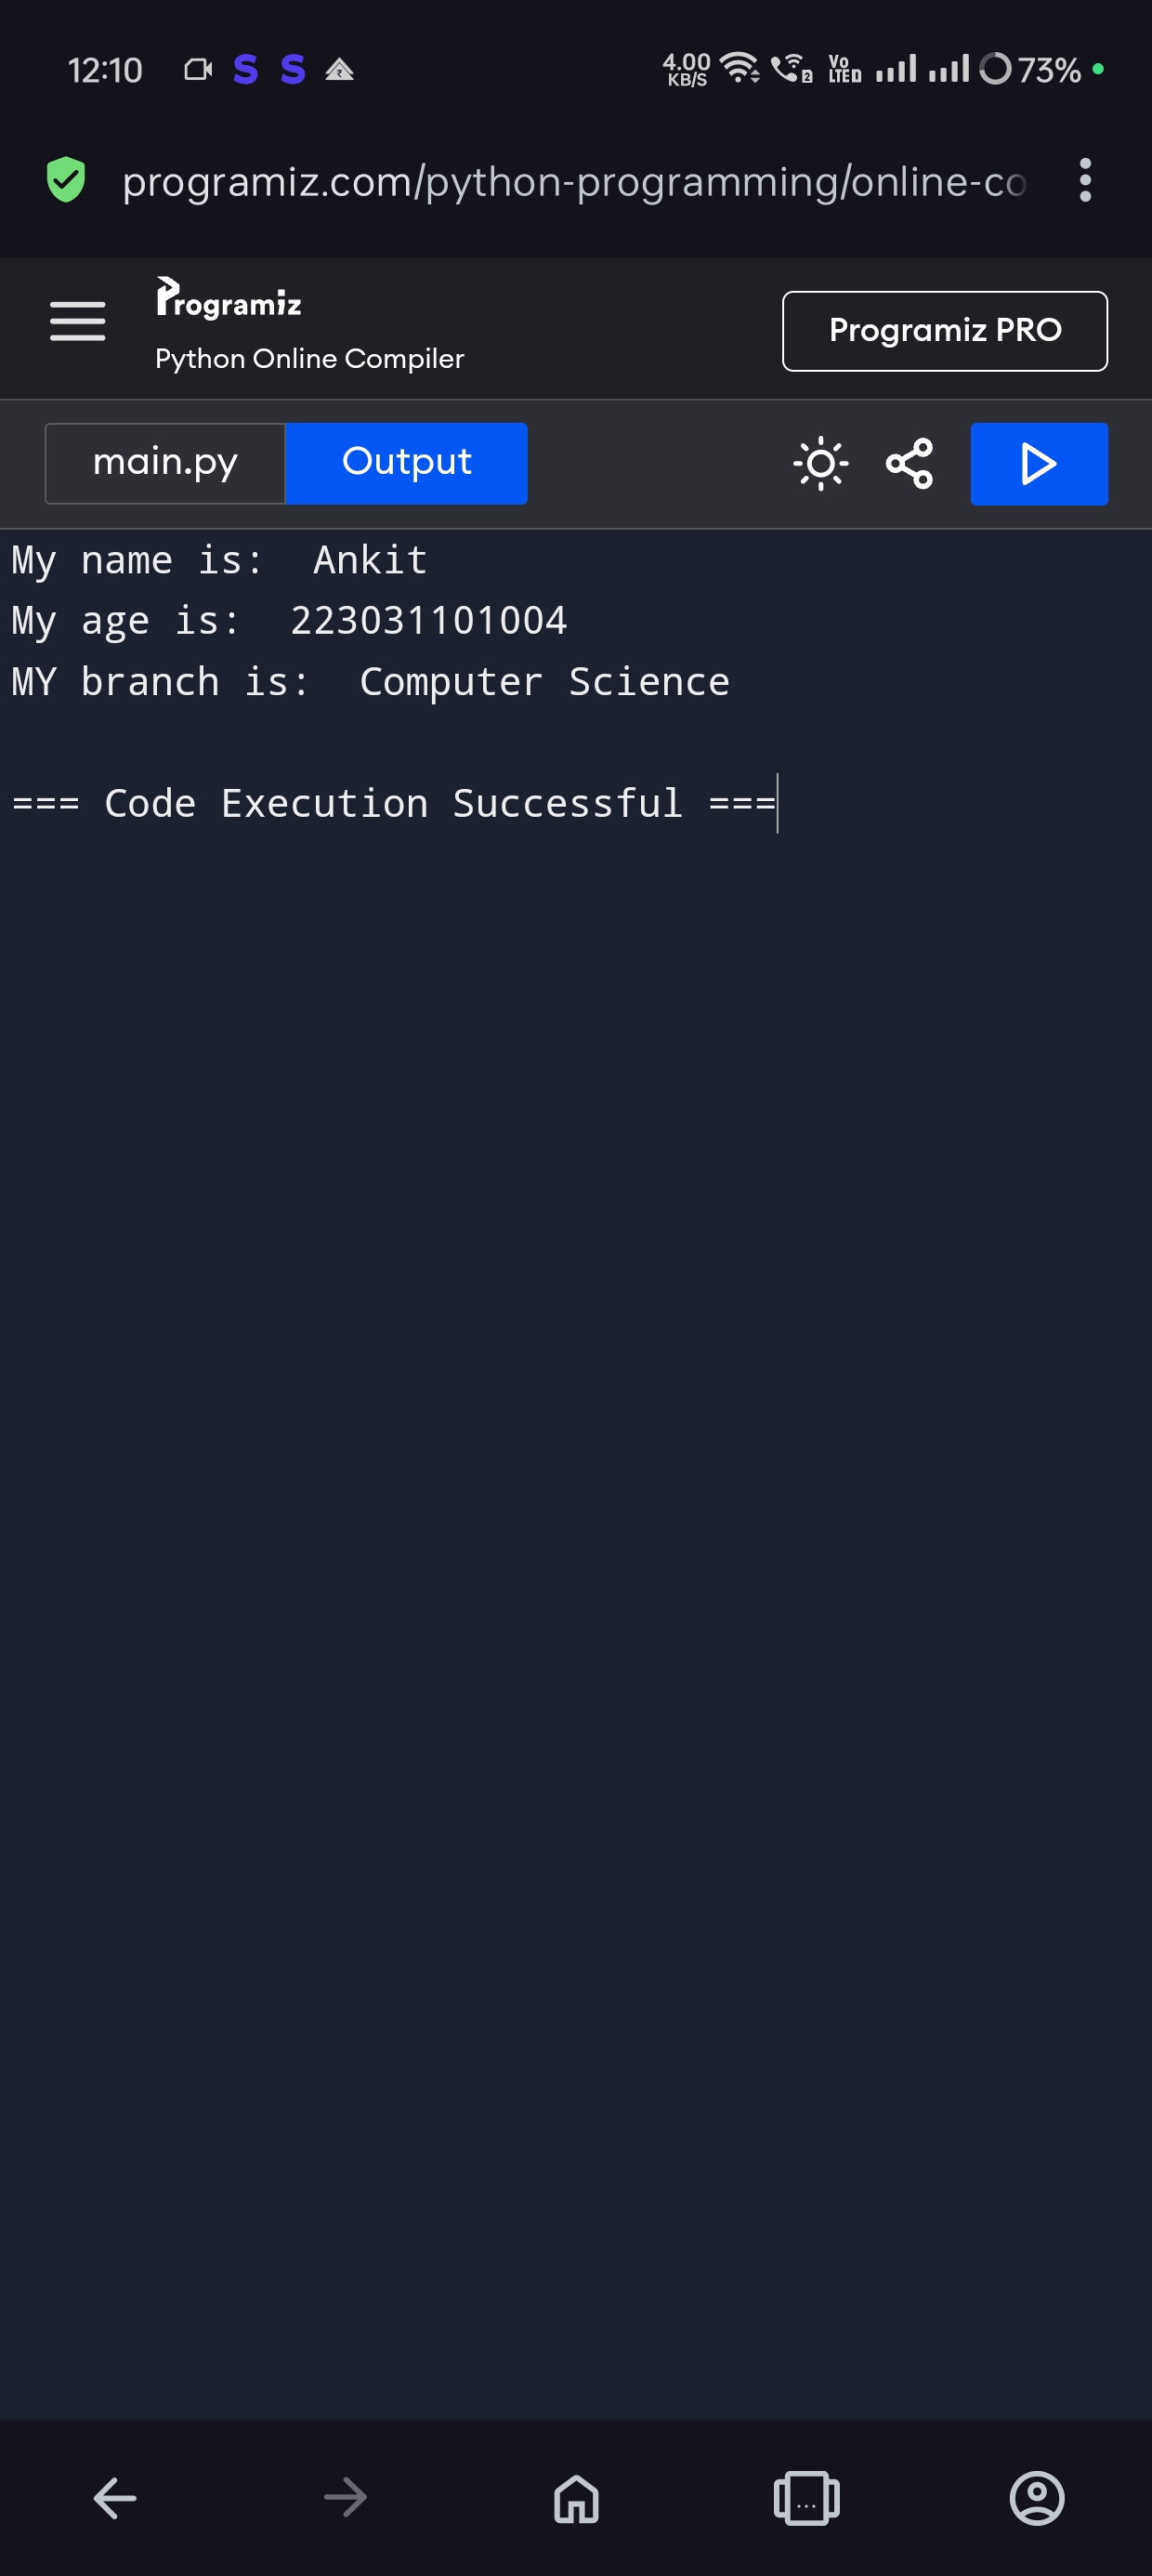 12:10 S S 4.00 KB/S Vo LTED 2 73%
programiz.com/python-programming/online-co
Programiz
Python Online Compiler
Programiz PRO
main.py Output
My name is:  Ankit
My age is:  223031101004
MY branch is:  Computer Science
=== Code Execution Successful ===